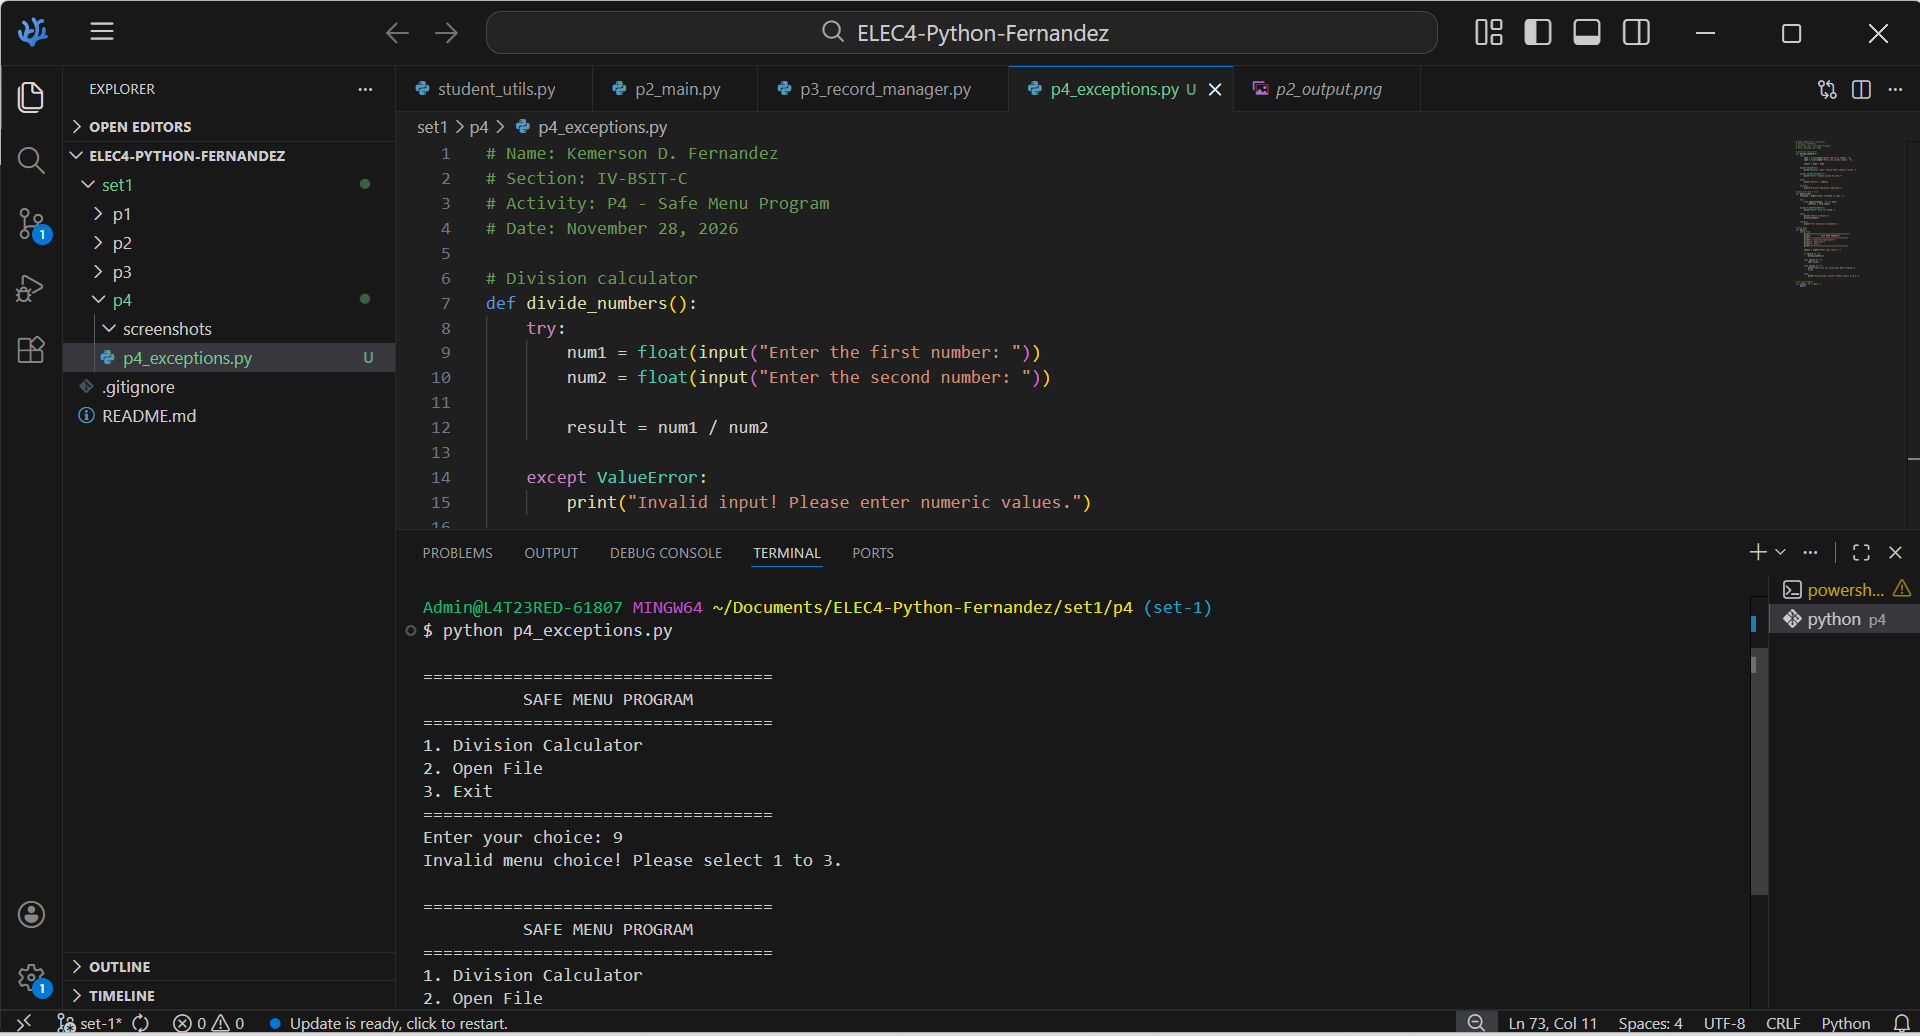 ELEC4-Python-Fernandez
EXPLORER
OPEN EDITORS
ELEC4-PYTHON-FERNANDEZ
set1
p1
p2
p3
p4
screenshots
p4_exceptions.py U
.gitignore
README.md
OUTLINE
TIMELINE
student_utils.py
p2_main.py
p3_record_manager.py
p4_exceptions.py U
p2_output.png
set1 > p4 > p4_exceptions.py
1 # Name: Kemerson D. Fernandez
2 # Section: IV-BSIT-C
3 # Activity: P4 - Safe Menu Program
4 # Date: November 28, 2026
5
6 # Division calculator
7 def divide_numbers():
8 try:
9 num1 = float(input("Enter the first number: "))
10 num2 = float(input("Enter the second number: "))
11
12 result = num1 / num2
13
14 except ValueError:
15 print("Invalid input! Please enter numeric values.")
16
PROBLEMS OUTPUT DEBUG CONSOLE TERMINAL PORTS
Admin@L4T23RED-61807 MINGW64 ~/Documents/ELEC4-Python-Fernandez/set1/p4 (set-1)
$ python p4_exceptions.py
===================================
SAFE MENU PROGRAM
===================================
1. Division Calculator
2. Open File
3. Exit
===================================
Enter your choice: 9
Invalid menu choice! Please select 1 to 3.
===================================
SAFE MENU PROGRAM
===================================
1. Division Calculator
2. Open File
powersh...
python p4
1
1
set-1* 0 0 Update is ready, click to restart. Ln 73, Col 11 Spaces: 4 UTF-8 CRLF Python